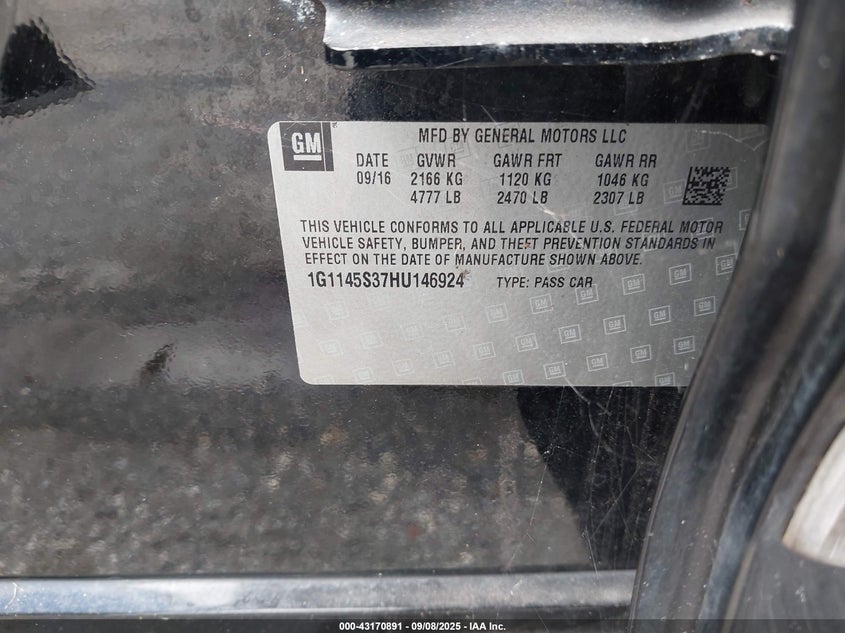 GM MFD BY GENERAL MOTORS LLC
DATE GVWR GAWR FRT GAWR RR
09/16 2166 KG 1120 KG 1046 KG
4777 LB 2470 LB 2307 LB
THIS VEHICLE CONFORMS TO ALL APPLICABLE U.S. FEDERAL MOTOR
VEHICLE SAFETY, BUMPER, AND THEFT PREVENTION STANDARDS IN
EFFECT ON THE DATE OF MANUFACTURE SHOWN ABOVE.
1G1145S37HU146924 TYPE: PASS CAR
000-43170891 - 09/08/2025 - IAA Inc.